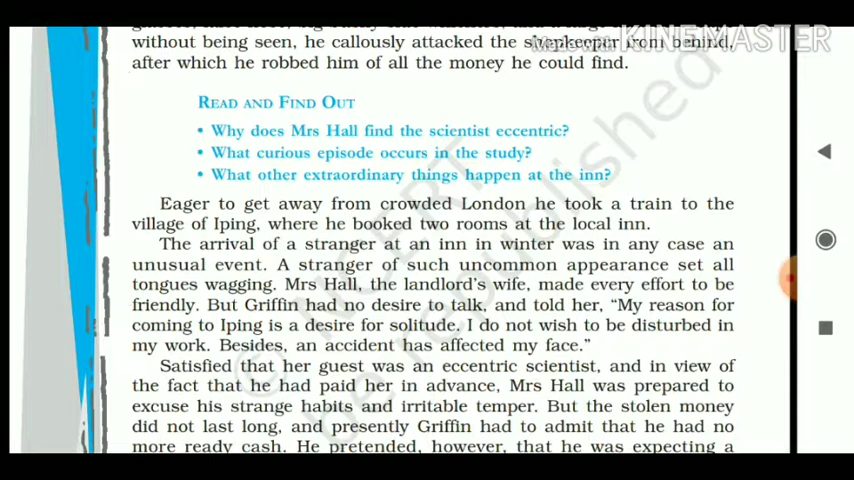 without being seen, he callously attacked the shopkeeper from behind,
after which he robbed him of all the money he could find.
KINEMASTER
READ AND FIND OUT
• Why does Mrs Hall find the scientist eccentric?
• What curious episode occurs in the study?
• What other extraordinary things happen at the inn?
Eager to get away from crowded London he took a train to the
village of Iping, where he booked two rooms at the local inn.
The arrival of a stranger at an inn in winter was in any case an
unusual event. A stranger of such uncommon appearance set all
tongues wagging. Mrs Hall, the landlord's wife, made every effort to be
friendly. But Griffin had no desire to talk, and told her, “My reason for
coming to Iping is a desire for solitude. I do not wish to be disturbed in
my work. Besides, an accident has affected my face.”
Satisfied that her guest was an eccentric scientist, and in view of
the fact that he had paid her in advance, Mrs Hall was prepared to
excuse his strange habits and irritable temper. But the stolen money
did not last long, and presently Griffin had to admit that he had no
more ready cash. He pretended, however, that he was expecting a
© NCERT
be republished